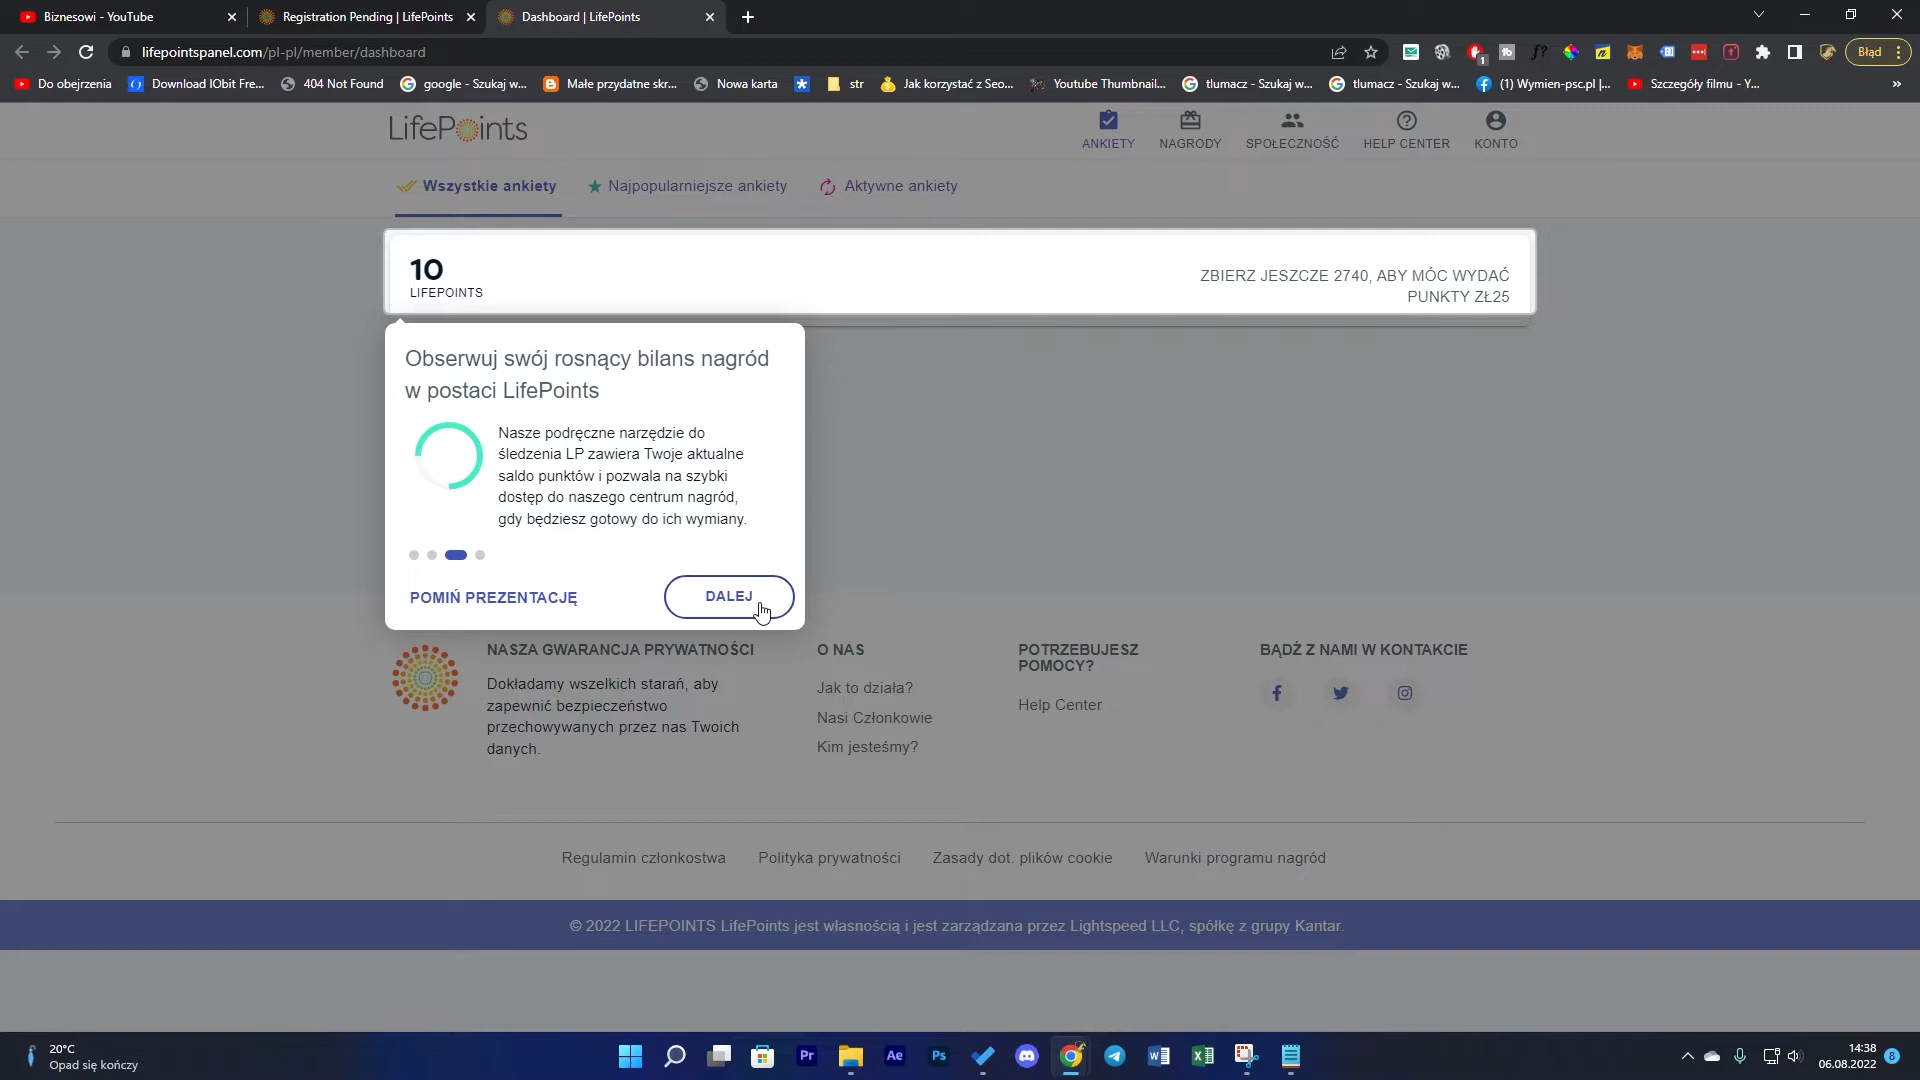 Biznesowi - YouTube
Registration Pending | LifePoints
Dashboard | LifePoints
lifepointspanel.com/pl-pl/member/dashboard
1
Błąd
Do obejrzenia
Download IObit Fre...
404 Not Found
google - Szukaj w...
Małe przydatne skr...
Nowa karta
str
Jak korzystać z Seo...
Youtube Thumbnail...
tlumacz - Szukaj w...
tlumacz - Szukaj w...
(1) Wymien-psc.pl |...
Szczegóły filmu - Y...
LifePoints
ANKIETY
NAGRODY
SPOŁECZNOŚĆ
HELP CENTER
KONTO
Wszystkie ankiety
Najpopularniejsze ankiety
Aktywne ankiety
10
LIFEPOINTS
ZBIERZ JESZCZE 2740, ABY MÓC WYDAĆ
PUNKTY ZŁ25
Obserwuj swój rosnący bilans nagród
w postaci LifePoints
Nasze podręczne narzędzie do
śledzenia LP zawiera Twoje aktualne
saldo punktów i pozwala na szybki
dostęp do naszego centrum nagród,
gdy będziesz gotowy do ich wymiany.
POMIŃ PREZENTACJĘ
DALEJ
NASZA GWARANCJA PRYWATNOŚCI
Dokładamy wszelkich starań, aby
zapewnić bezpieczeństwo
przechowywanych przez nas Twoich
danych.
O NAS
Jak to działa?
Nasi Członkowie
Kim jesteśmy?
POTRZEBUJESZ
POMOCY?
Help Center
BĄDŹ Z NAMI W KONTAKCIE
Regulamin członkostwa
Polityka prywatności
Zasady dot. plików cookie
Warunki programu nagród
© 2022 LIFEPOINTS LifePoints jest własnością i jest zarządzana przez Lightspeed LLC, spółkę z grupy Kantar.
20°C
Opad się kończy
Pr
Ae
Ps
14:38
06.08.2022
8